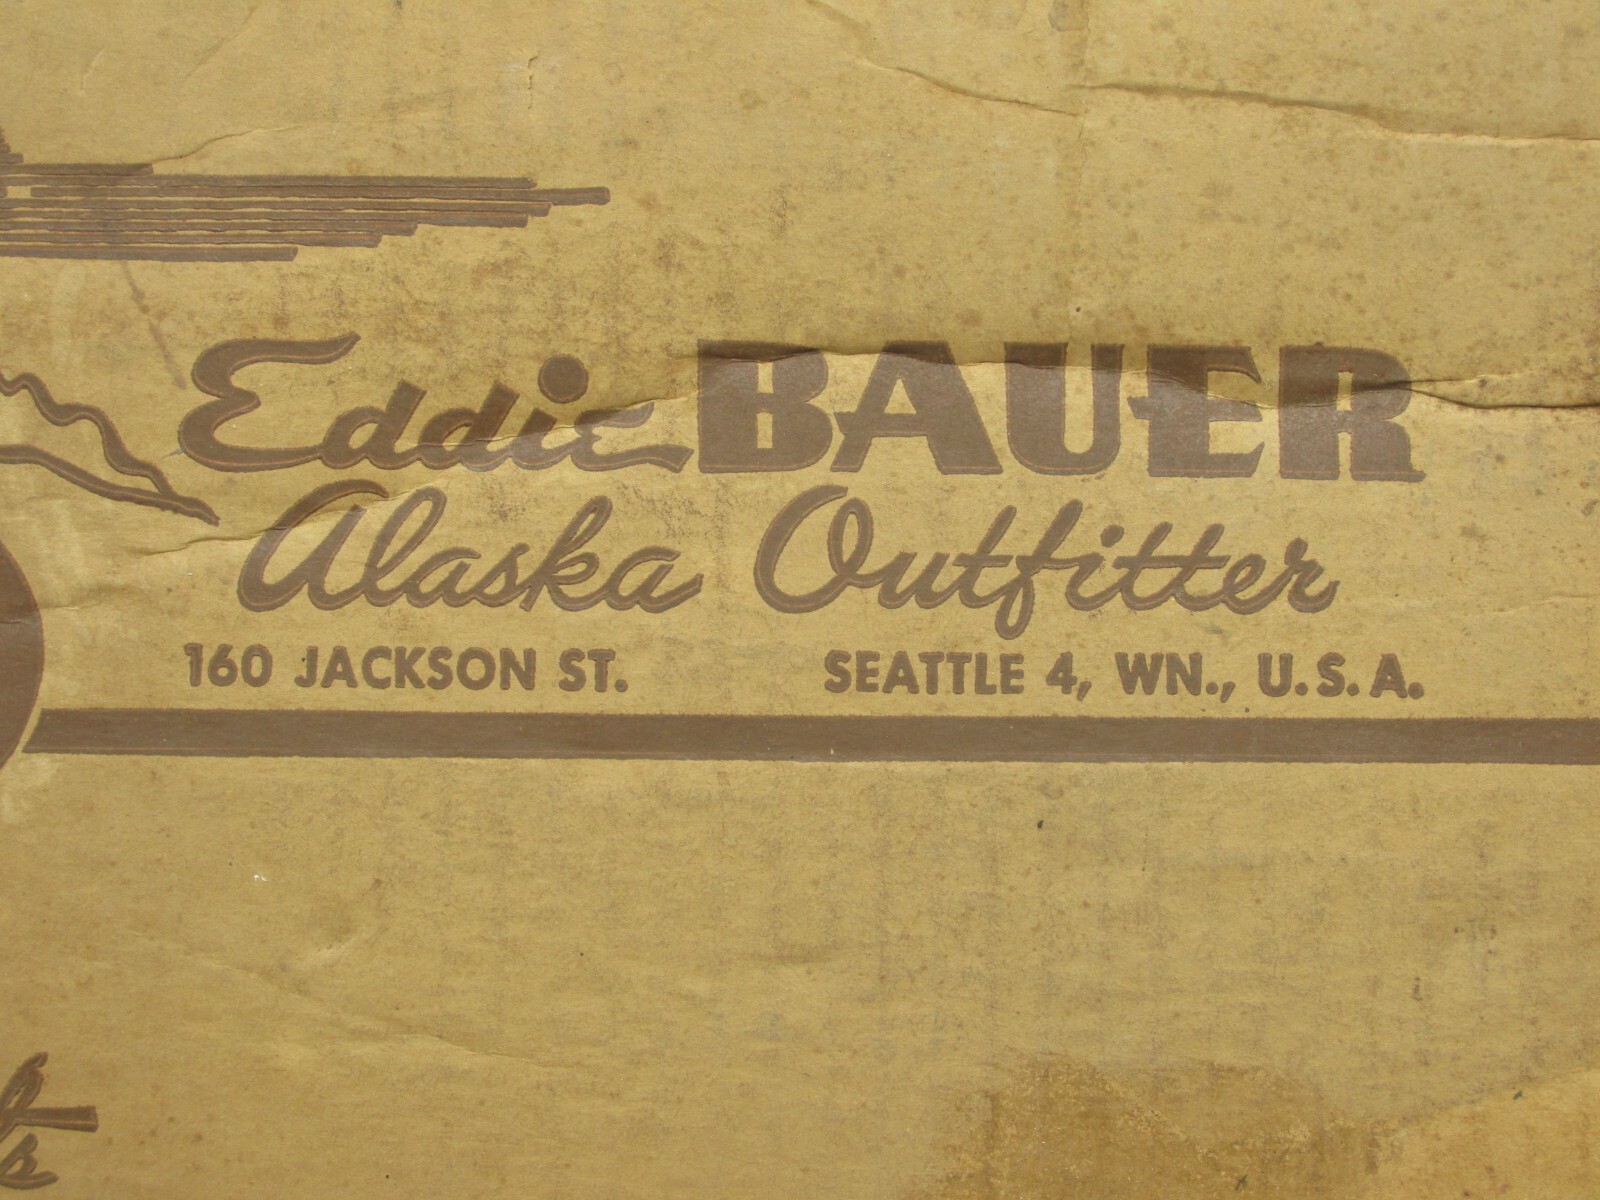 Eddie BAUER
Alaska Outfitter
160 JACKSON ST. SEATTLE 4, WN., U.S.A.